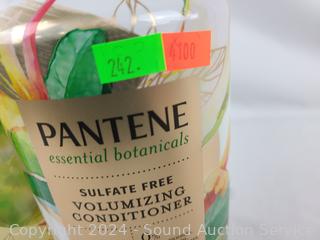 242.
4100
PANTENE
essential botanicals
SULFATE FREE
VOLUMIZING
CONDITIONER
Copyright 2024 - Sound Auction Service